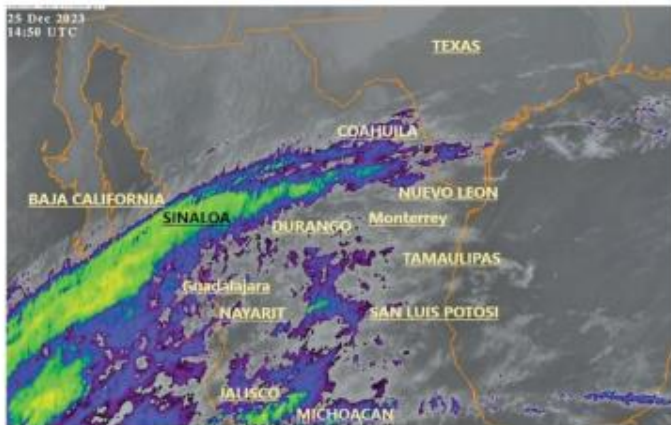 25 Dec 2023
14:50 UTC
TEXAS
COAHUILA
BAJA CALIFORNIA
NUEVO LEON
SINALOA
DURANGO
Monterrey
TAMAULIPAS
Guadalajara
NAYARIT
SAN LUIS POTOSI
JALISCO
MICHOACAN